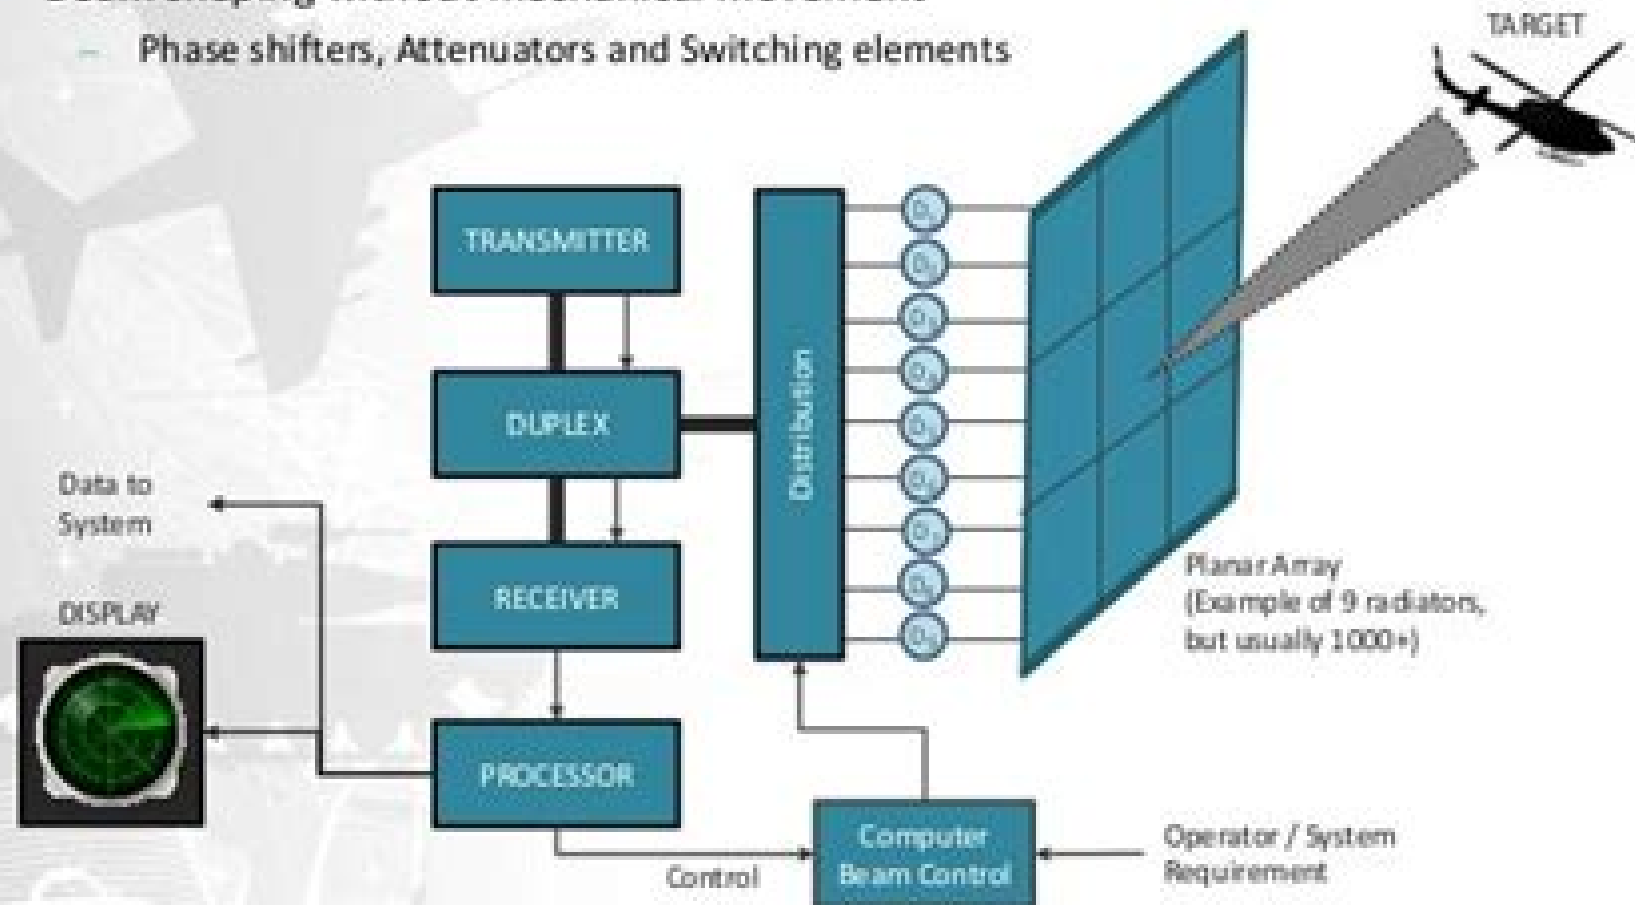 – Phase shifters, Attenuators and Switching elements
TARGET
TRANSMITTER
DUPLEX
Distribution
Data to
System
RECEIVER
DISPLAY
Planar Array
(Example of 9 radiators,
but usually 1000+)
PROCESSOR
Control
Computer
Beam Control
Operator / System
Requirement